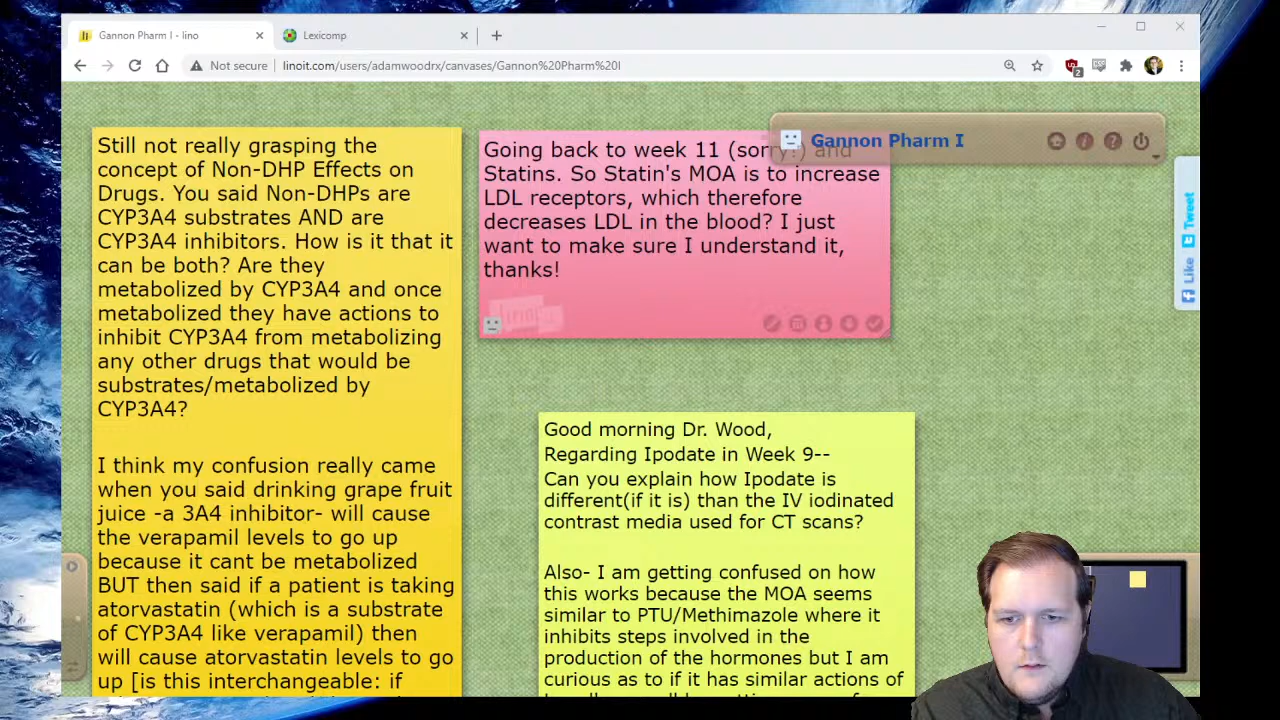 Gannon Pharm I - lino
Lexicomp
Not secure
linoit.com/users/adamwoodrx/canvases/Gannon%20Pharm%20I
2
Still not really grasping the
concept of Non-DHP Effects on
Drugs. You said Non-DHPs are
CYP3A4 substrates AND are
CYP3A4 inhibitors. How is it that it
can be both? Are they
metabolized by CYP3A4 and once
metabolized they have actions to
inhibit CYP3A4 from metabolizing
any other drugs that would be
substrates/metabolized by
CYP3A4?
I think my confusion really came
when you said drinking grape fruit
juice -a 3A4 inhibitor- will cause
the verapamil levels to go up
because it cant be metabolized
BUT then said if a patient is taking
atorvastatin (which is a substrate
of CYP3A4 like verapamil) then
will cause atorvastatin levels to go
up [is this interchangeable: if
Going back to week 11 (sorry!) and
Statins. So Statin's MOA is to increase
LDL receptors, which therefore
decreases LDL in the blood? I just
want to make sure I understand it,
thanks!
Gannon Pharm I
Tweet
Like
Good morning Dr. Wood,
Regarding Ipodate in Week 9--
Can you explain how Ipodate is
different(if it is) than the IV iodinated
contrast media used for CT scans?
Also- I am getting confused on how
this works because the MOA seems
similar to PTU/Methimazole where it
inhibits steps involved in the
production of the hormones but I am
curious as to if it has similar actions of